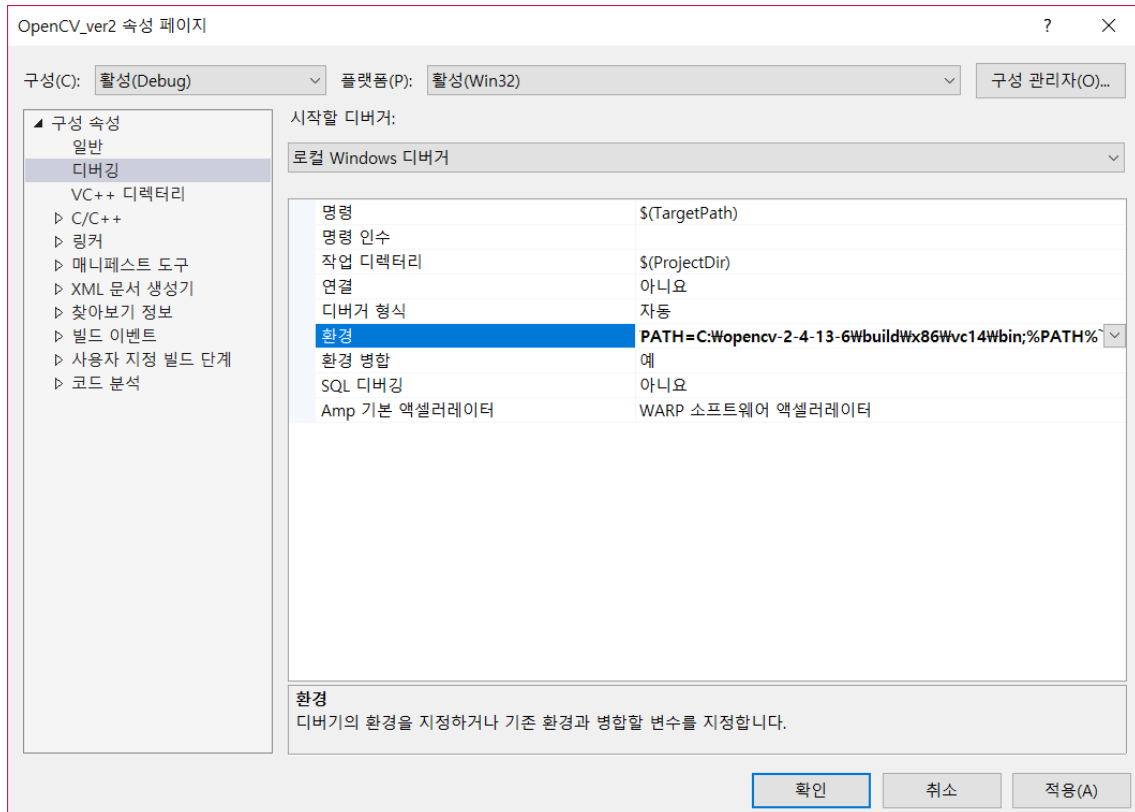 OpenCV_ver2 속성 페이지 ?
구성(C): 활성(Debug) 플랫폼(P): 활성(Win32) 구성 관리자(O)...
구성 속성
일반
디버깅
VC++ 디렉터리
C/C++
링커
매니페스트 도구
XML 문서 생성기
찾아보기 정보
빌드 이벤트
사용자 지정 빌드 단계
코드 분석
시작할 디버거:
로컬 Windows 디버거
명령 $(TargetPath)
명령 인수
작업 디렉터리 $(ProjectDir)
연결 아니요
디버거 형식 자동
환경 PATH=C:₩opencv-2-4-13-6₩build₩x86₩vc14₩bin;%PATH%
환경 병합 예
SQL 디버깅 아니요
Amp 기본 액셀러레이터 WARP 소프트웨어 액셀러레이터
환경
디버기의 환경을 지정하거나 기존 환경과 병합할 변수를 지정합니다.
확인 취소 적용(A)